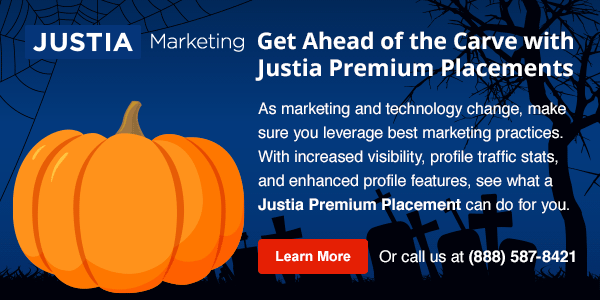 JUSTIA Marketing
Get Ahead of the Carve with
Justia Premium Placements
As marketing and technology change, make
sure you leverage best marketing practices.
With increased visibility, profile traffic stats,
and enhanced profile features, see what a
Justia Premium Placement can do for you.
Learn More
Or call us at (888) 587-8421